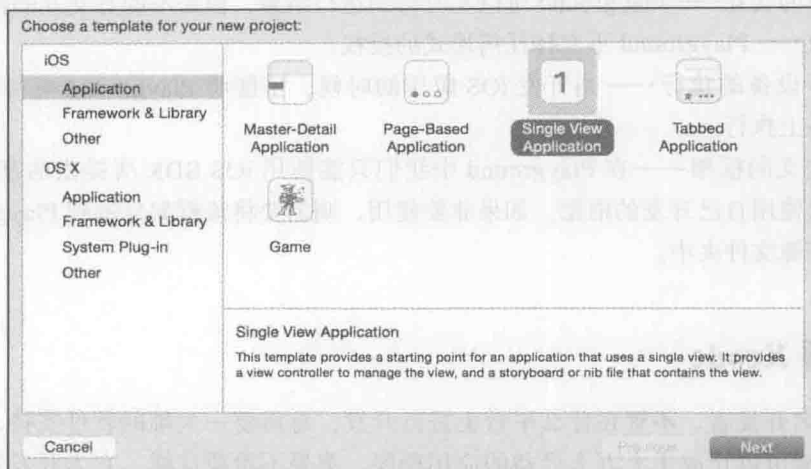 Choose a template for your new project:
iOS
Application
Framework & Library
Other
OS X
Application
Framework & Library
System Plug-in
Other
Master-Detail
Application
Page-Based
Application
1
Single View
Application
Tabbed
Application
Game
Single View Application
This template provides a starting point for an application that uses a single view. It provides
a view controller to manage the view, and a storyboard or nib file that contains the view.
Cancel
Previous
Next